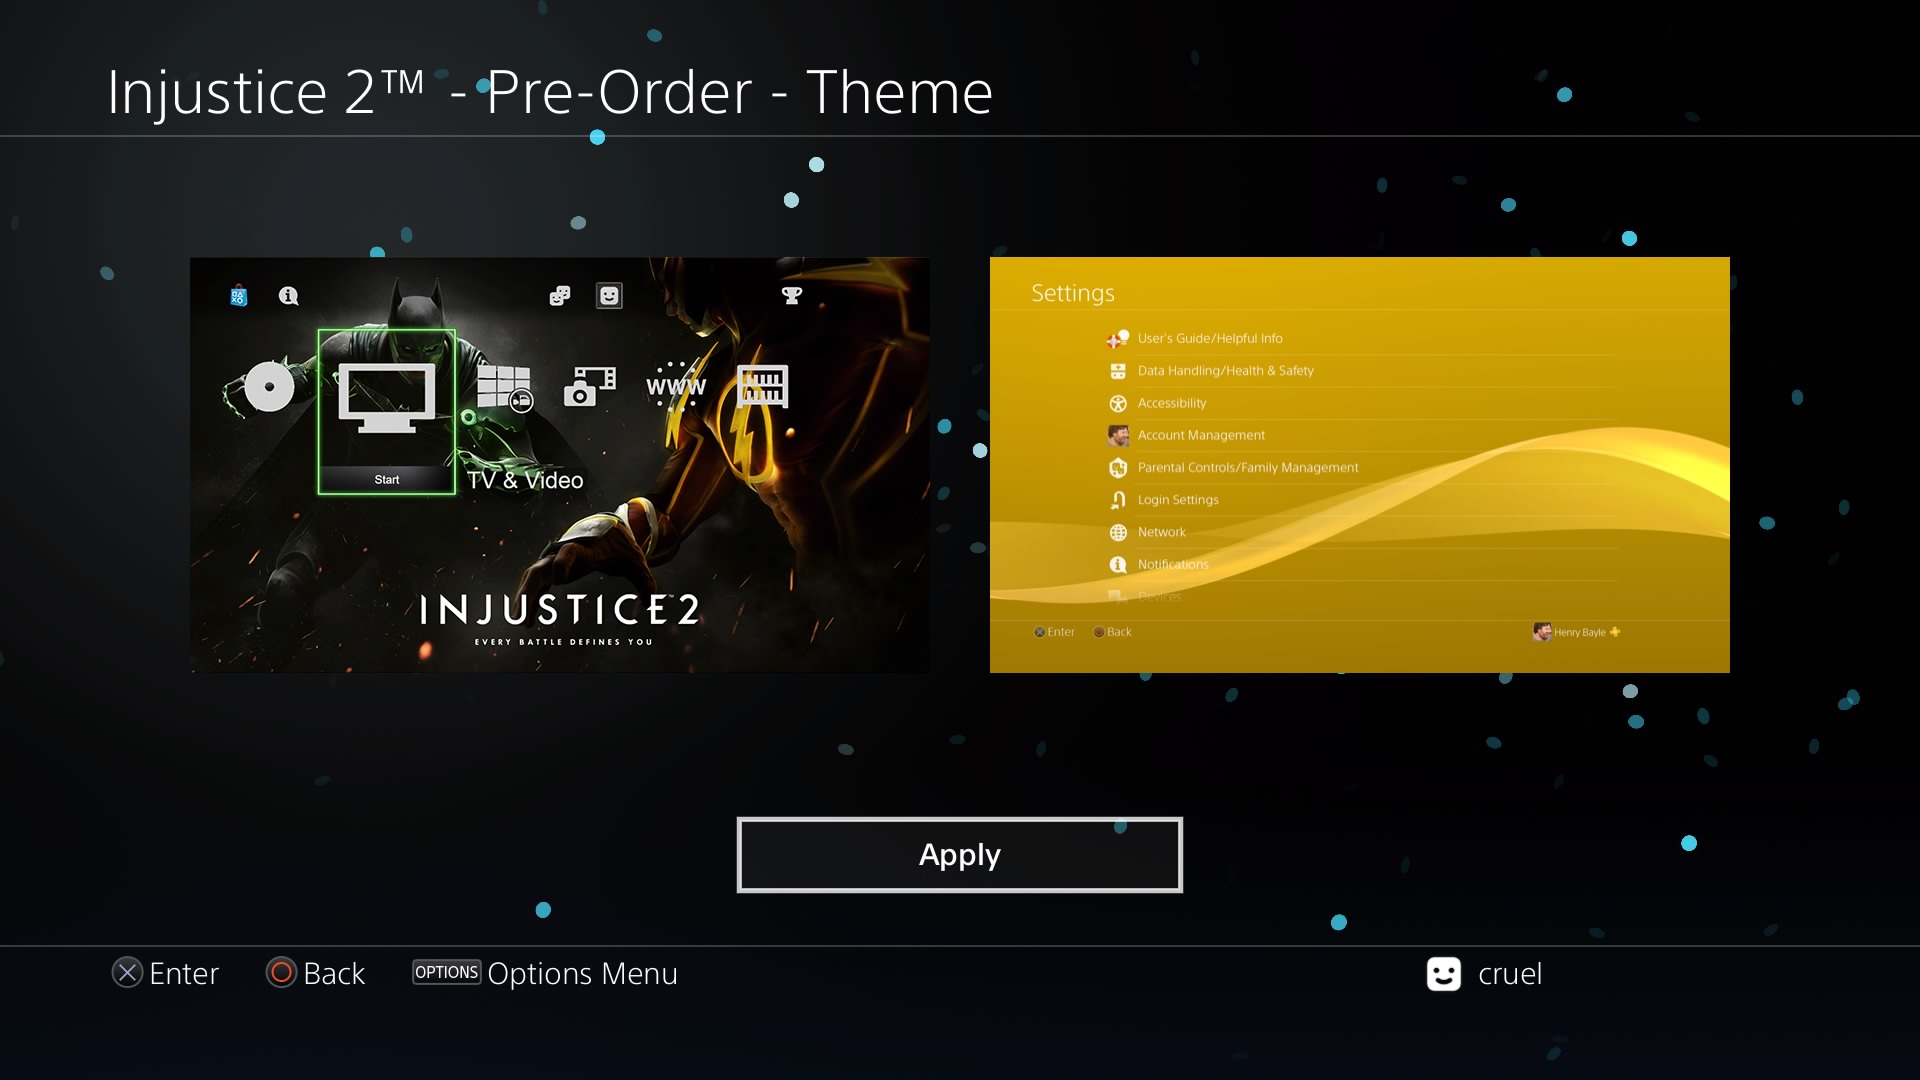 Injustice 2™ - Pre-Order - Theme
Start
TV & Video
WWW
INJUSTICE 2
EVERY BATTLE DEFINES YOU
Settings
User's Guide/Helpful Info
Data Handling/Health & Safety
Accessibility
Account Management
Parental Controls/Family Management
Login Settings
Network
Notifications
Devices
Enter
Back
Henry Bayle
Apply
Enter
Back
OPTIONS Options Menu
cruel